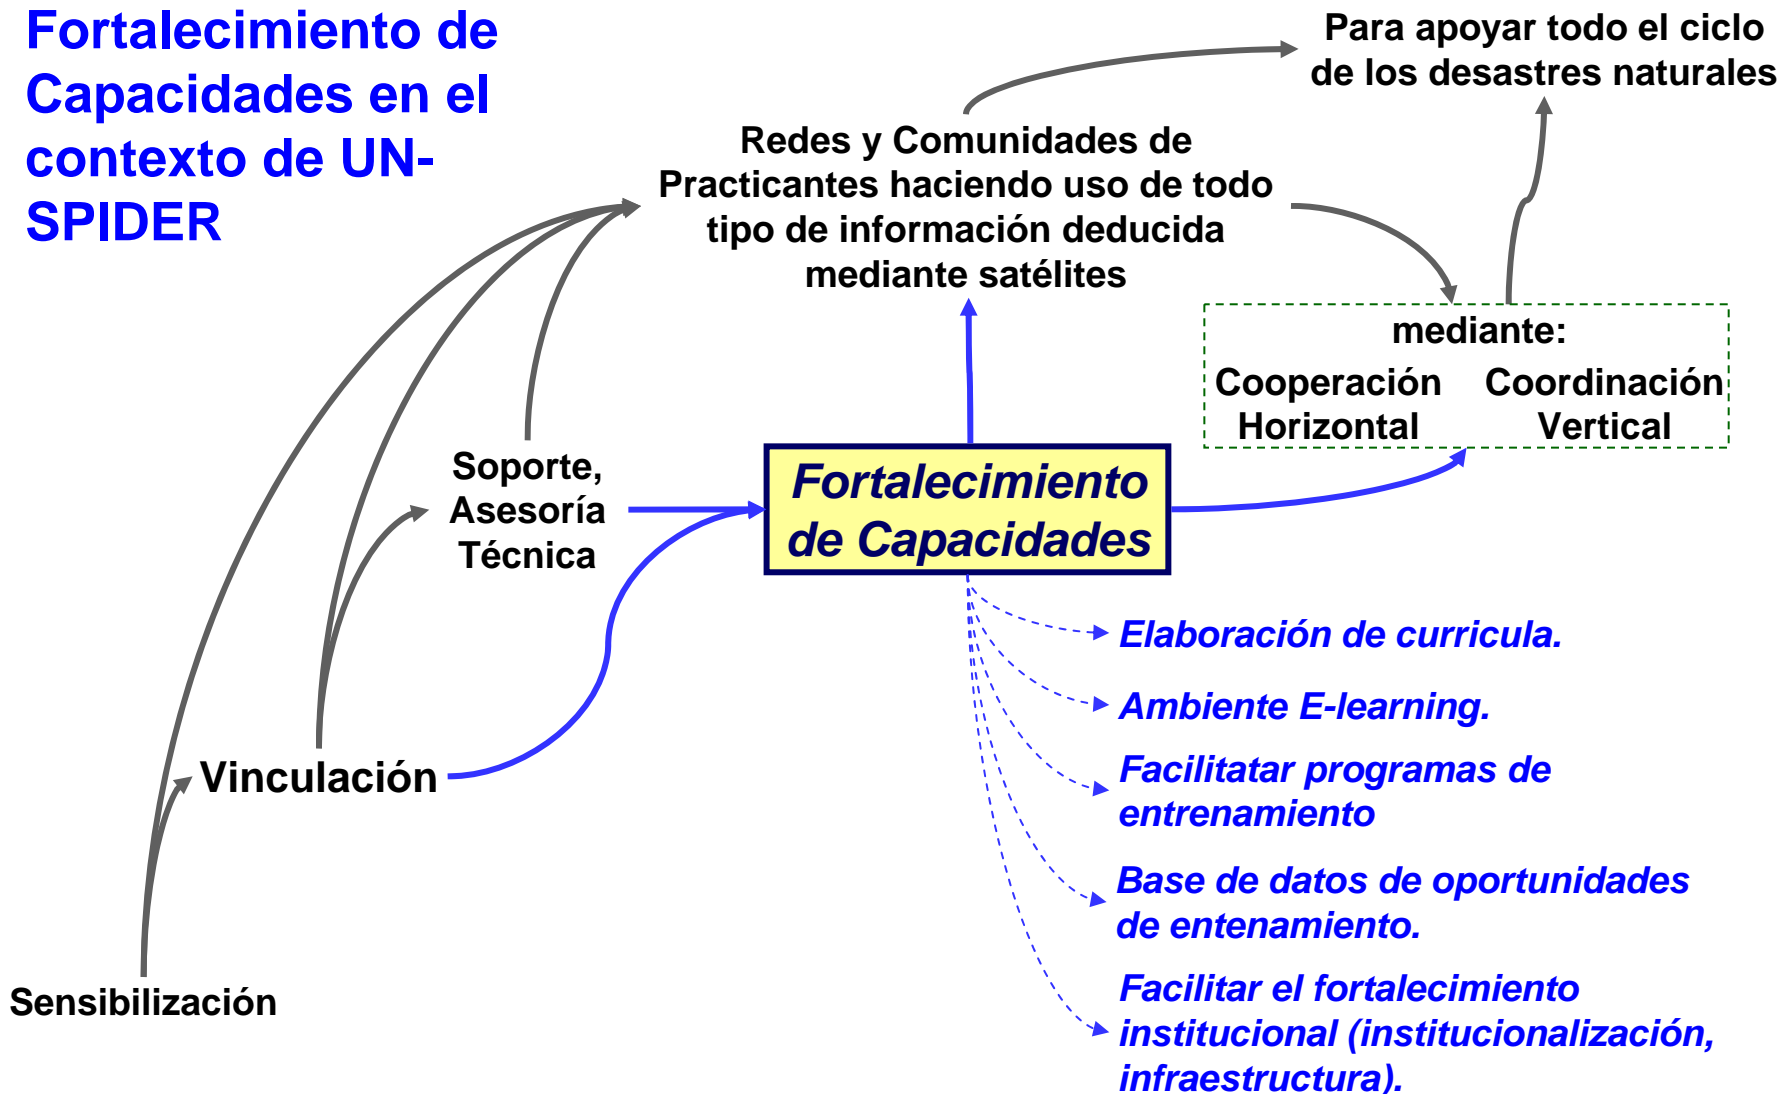 Fortalecimiento de
Capacidades en el
contexto de UN-
SPIDER
Para apoyar todo el ciclo
de los desastres naturales
Redes y Comunidades de
Practicantes haciendo uso de todo
tipo de información deducida
mediante satélites
mediante:
Cooperación
Horizontal
Coordinación
Vertical
Soporte,
Asesoría
Técnica
Fortalecimiento
de Capacidades
Vinculación
Sensibilización
Elaboración de curricula.
Ambiente E-learning.
Facilitatar programas de
entrenamiento
Base de datos de oportunidades
de entenamiento.
Facilitar el fortalecimiento
institucional (institucionalización,
infraestructura).